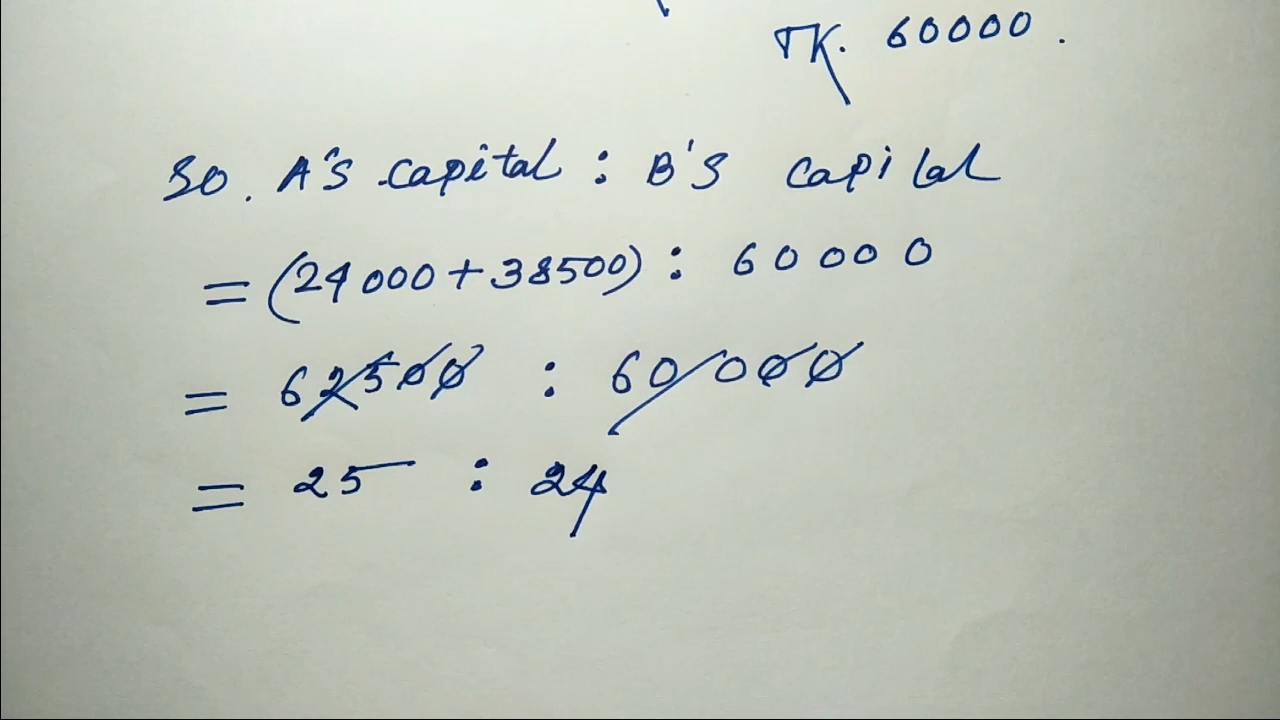 TK. 60000.
So. A's capital : B's capital
= (24000+38500) : 60000
= 62500 : 60000
= 25 : 24